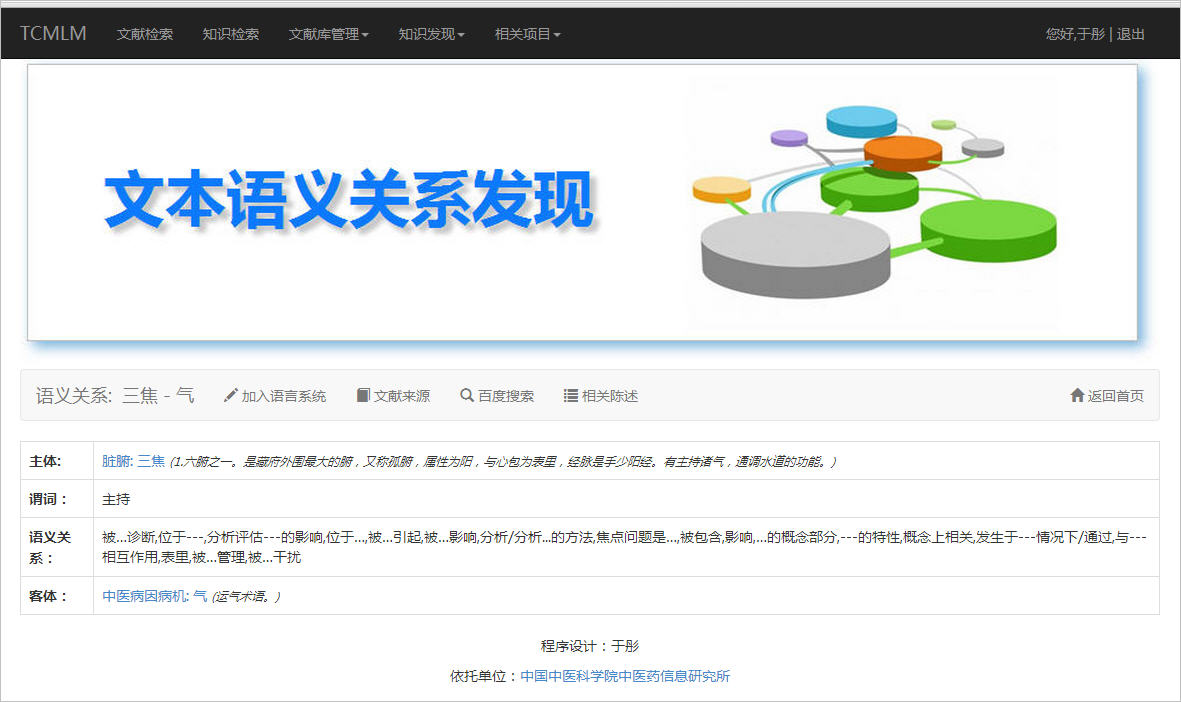 TCMLM 文献检索 知识检索 文献库管理 知识发现 相关项目 您好,于彤 | 退出
文本语义关系发现
语义关系: 三焦 - 气 加入语言系统 文献来源 百度搜索 相关陈述 返回首页
主体: 脏腑: 三焦 (1.六腑之一。是藏府外围最大的腑，又称孤腑，属性为阳，与心包为表里，经脉是手少阳经。有主持诸气，通调水道的功能。)
谓词： 主持
语义关系： 被...诊断,位于---,分析评估---的影响,位于...,被...引起,被...影响,分析/分析...的方法,焦点问题是...,被包含,影响,...的概念部分,---的特性,概念上相关,发生于---情况下/通过,与---
相互作用,表里,被...管理,被...干扰
客体： 中医病因病机: 气 (运气术语。)
程序设计：于彤
依托单位：中国中医科学院中医药信息研究所